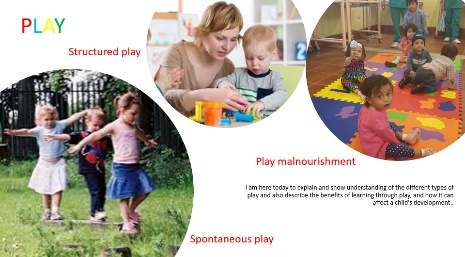 PLAY
Structured play
Play malnourishment
I am here today to explain and show understanding of the different types of
play and also describe the benefits of learning through play, and how it can
affect a child's development..
Spontaneous play